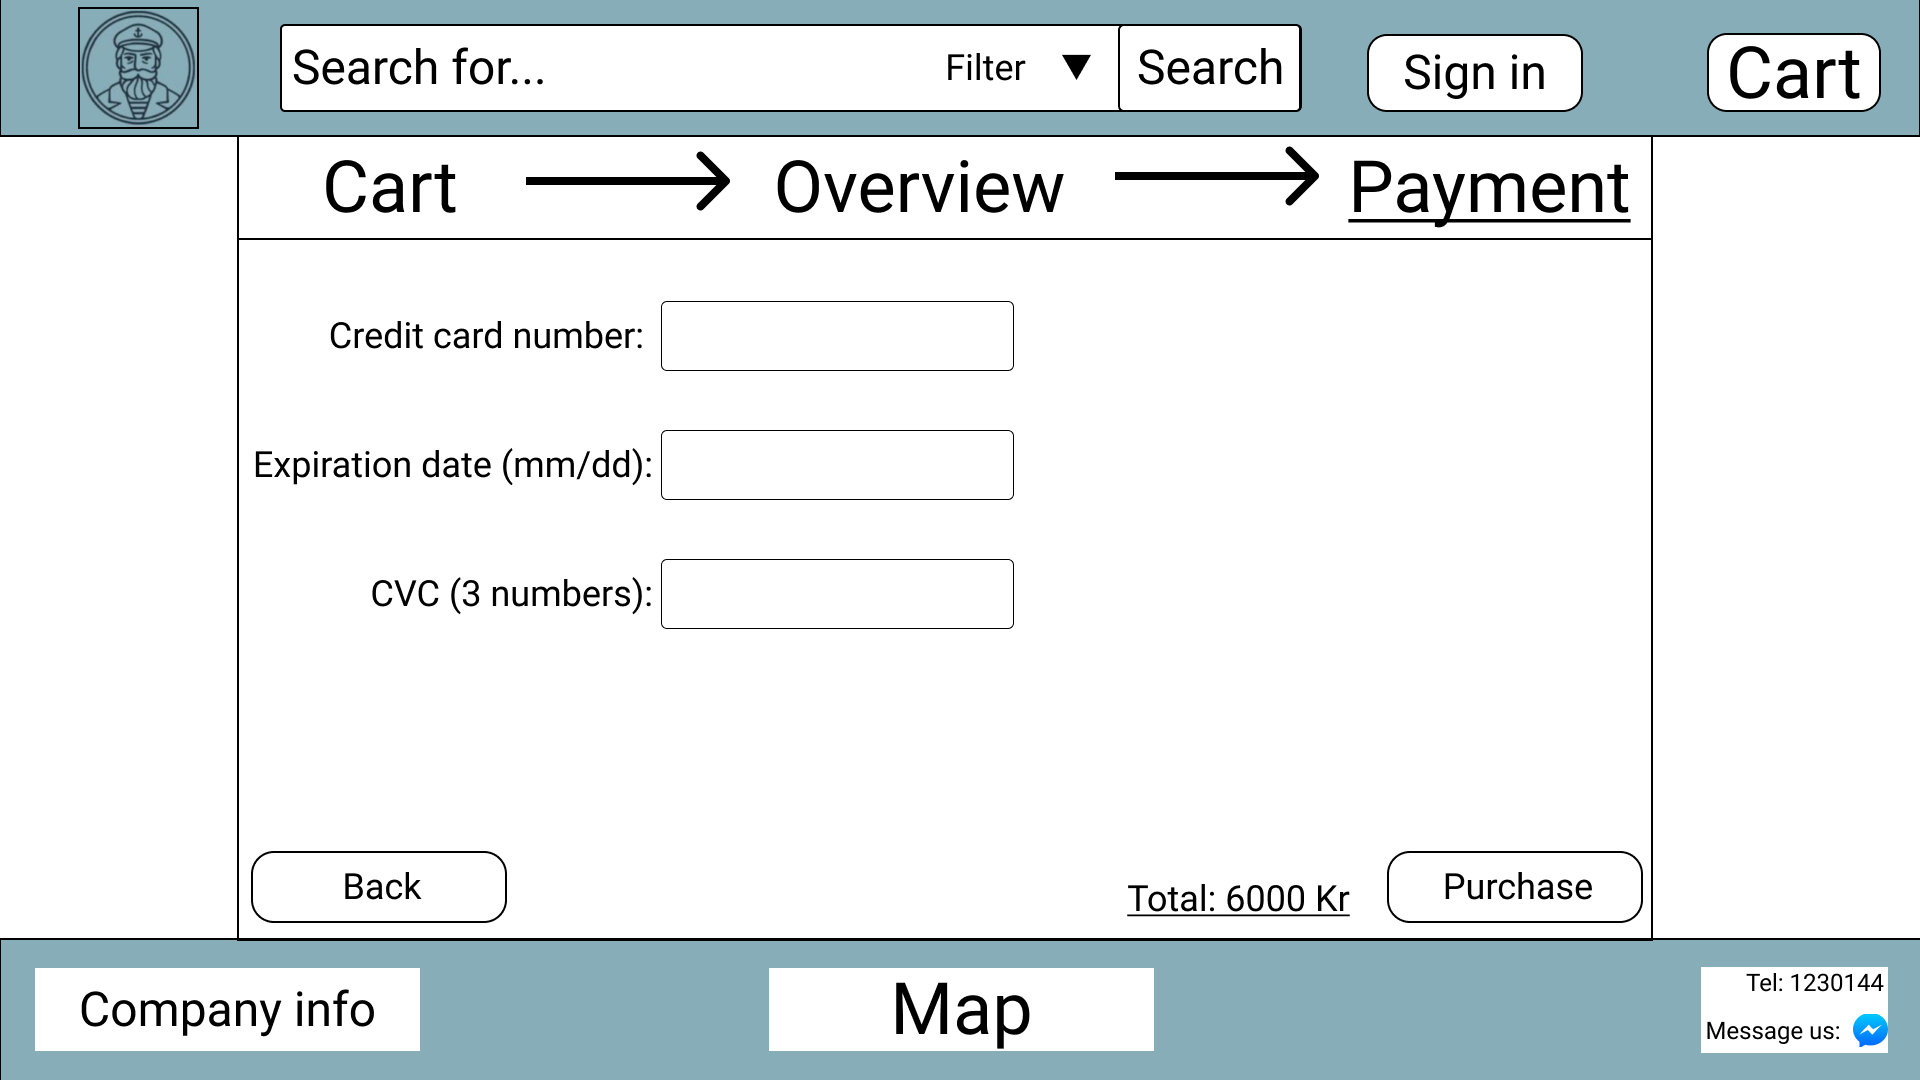 Search for... Filter ▼ Search Sign in Cart
Cart → Overview → Payment
Credit card number:
Expiration date (mm/dd):
CVC (3 numbers):
Back Total: 6000 Kr Purchase
Company info Map
Tel: 1230144
Message us: